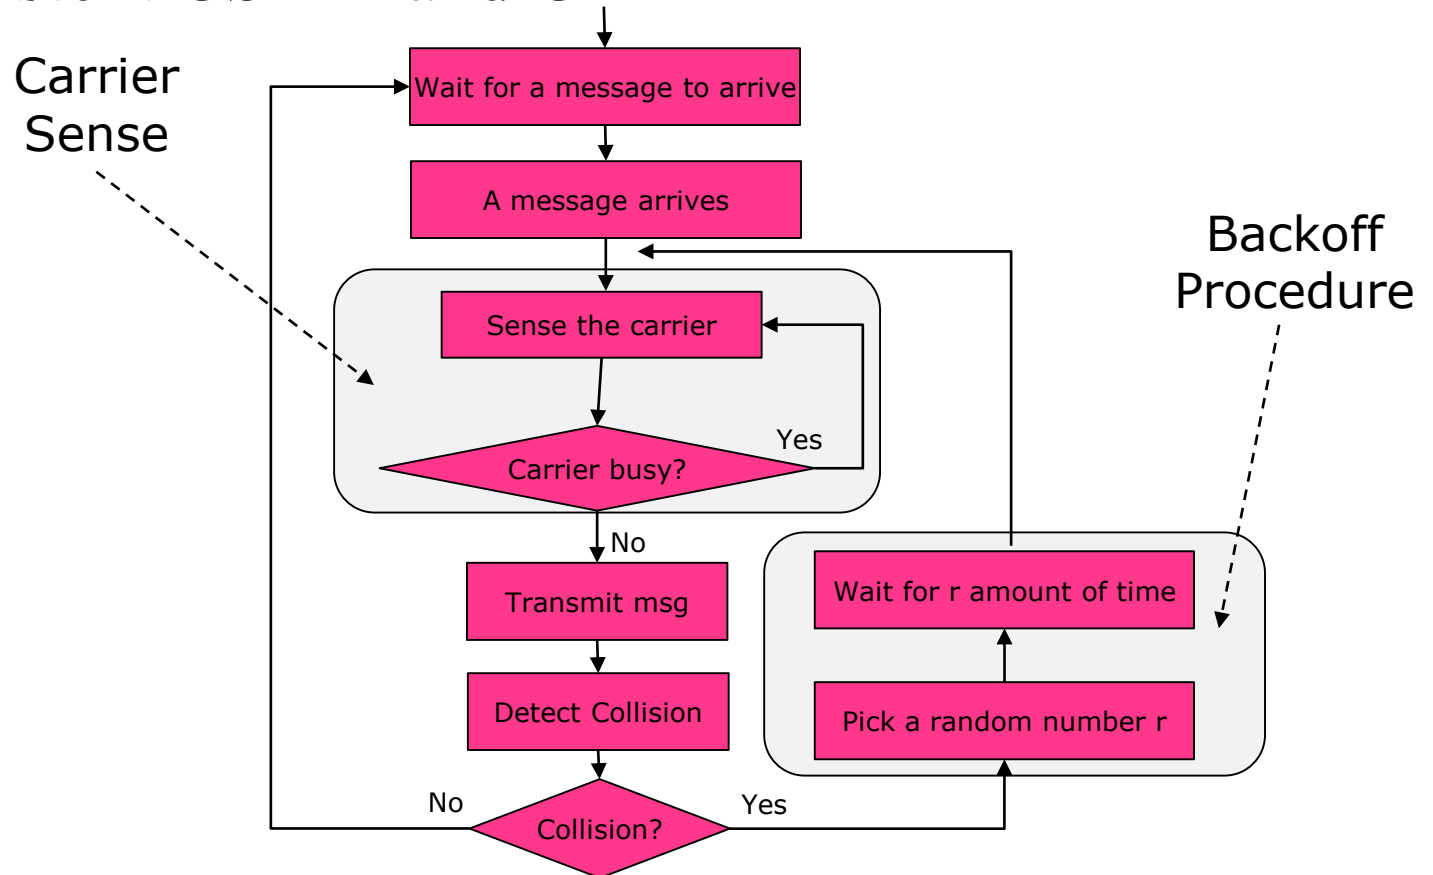 Carrier
Sense
Wait for a message to arrive
A message arrives
Backoff
Procedure
Sense the carrier
Yes
Carrier busy?
No
Transmit msg
Wait for r amount of time
Detect Collision
Pick a random number r
No
Yes
Collision?